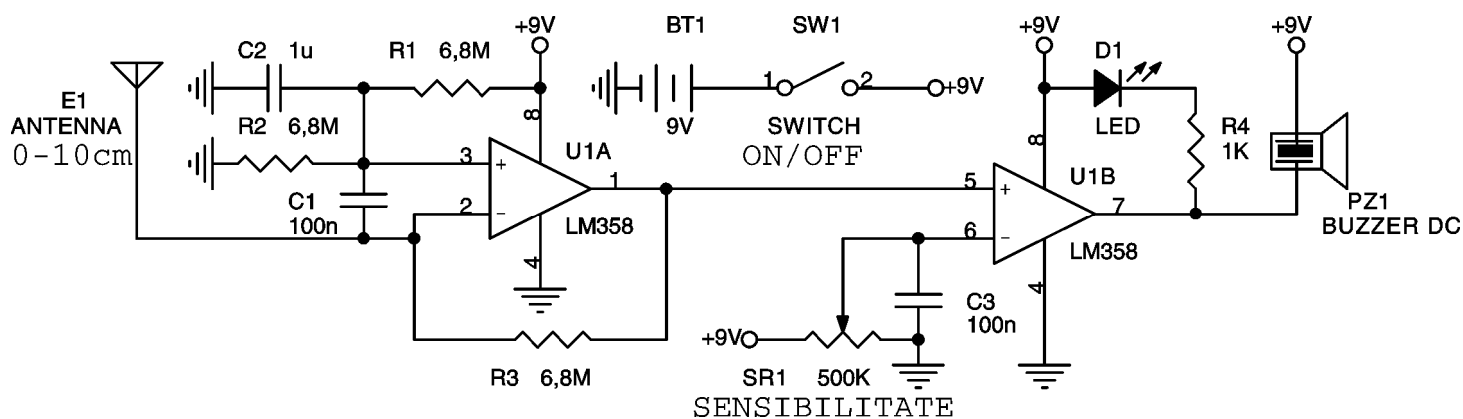 +9V
BT1
SW1
+9V
+9V
C2 1u
R1 6,8M
D1
E1
ANTENNA
0-10cm
R2 6,8M
8
1
2
+9V
9V
SWITCH
ON/OFF
LED
R4
1K
8
3
+
U1A
1
C1
100n
2
−
LM358
4
5
+
U1B
7
6
−
LM358
4
PZ1
BUZZER DC
C3
100n
+9V
R3 6,8M
SR1 500K
SENSIBILITATE